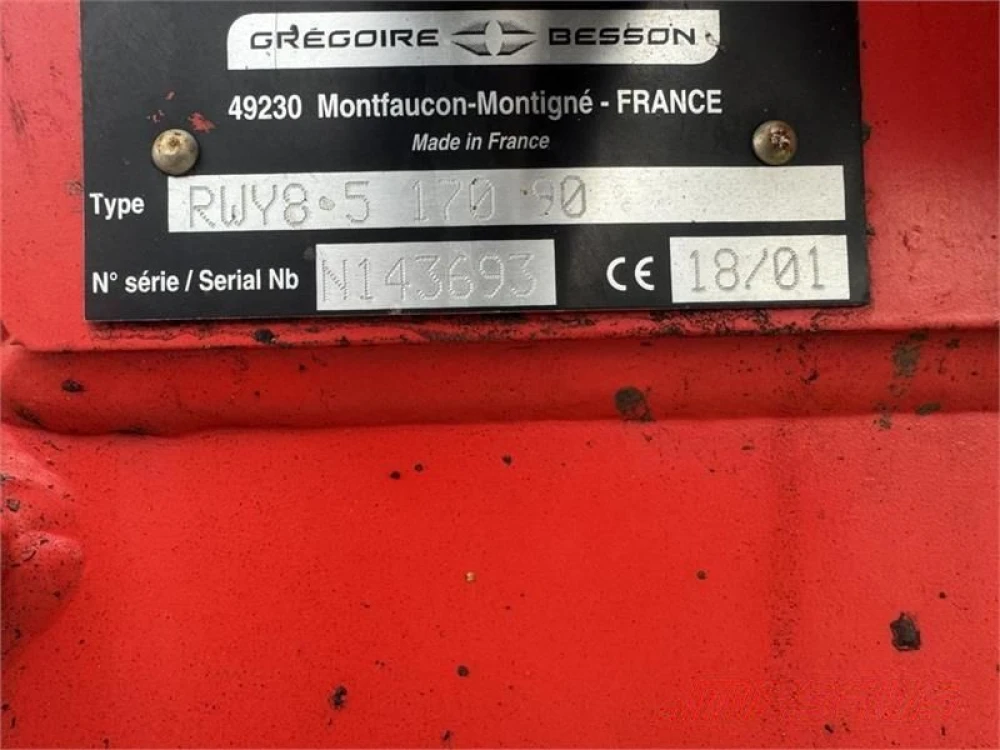 GRÉGOIRE BESSON
49230 Montfaucon-Montigné - FRANCE
Made in France
Type RWY8.5 170 90
N° série / Serial Nb N143693 CE 18/01